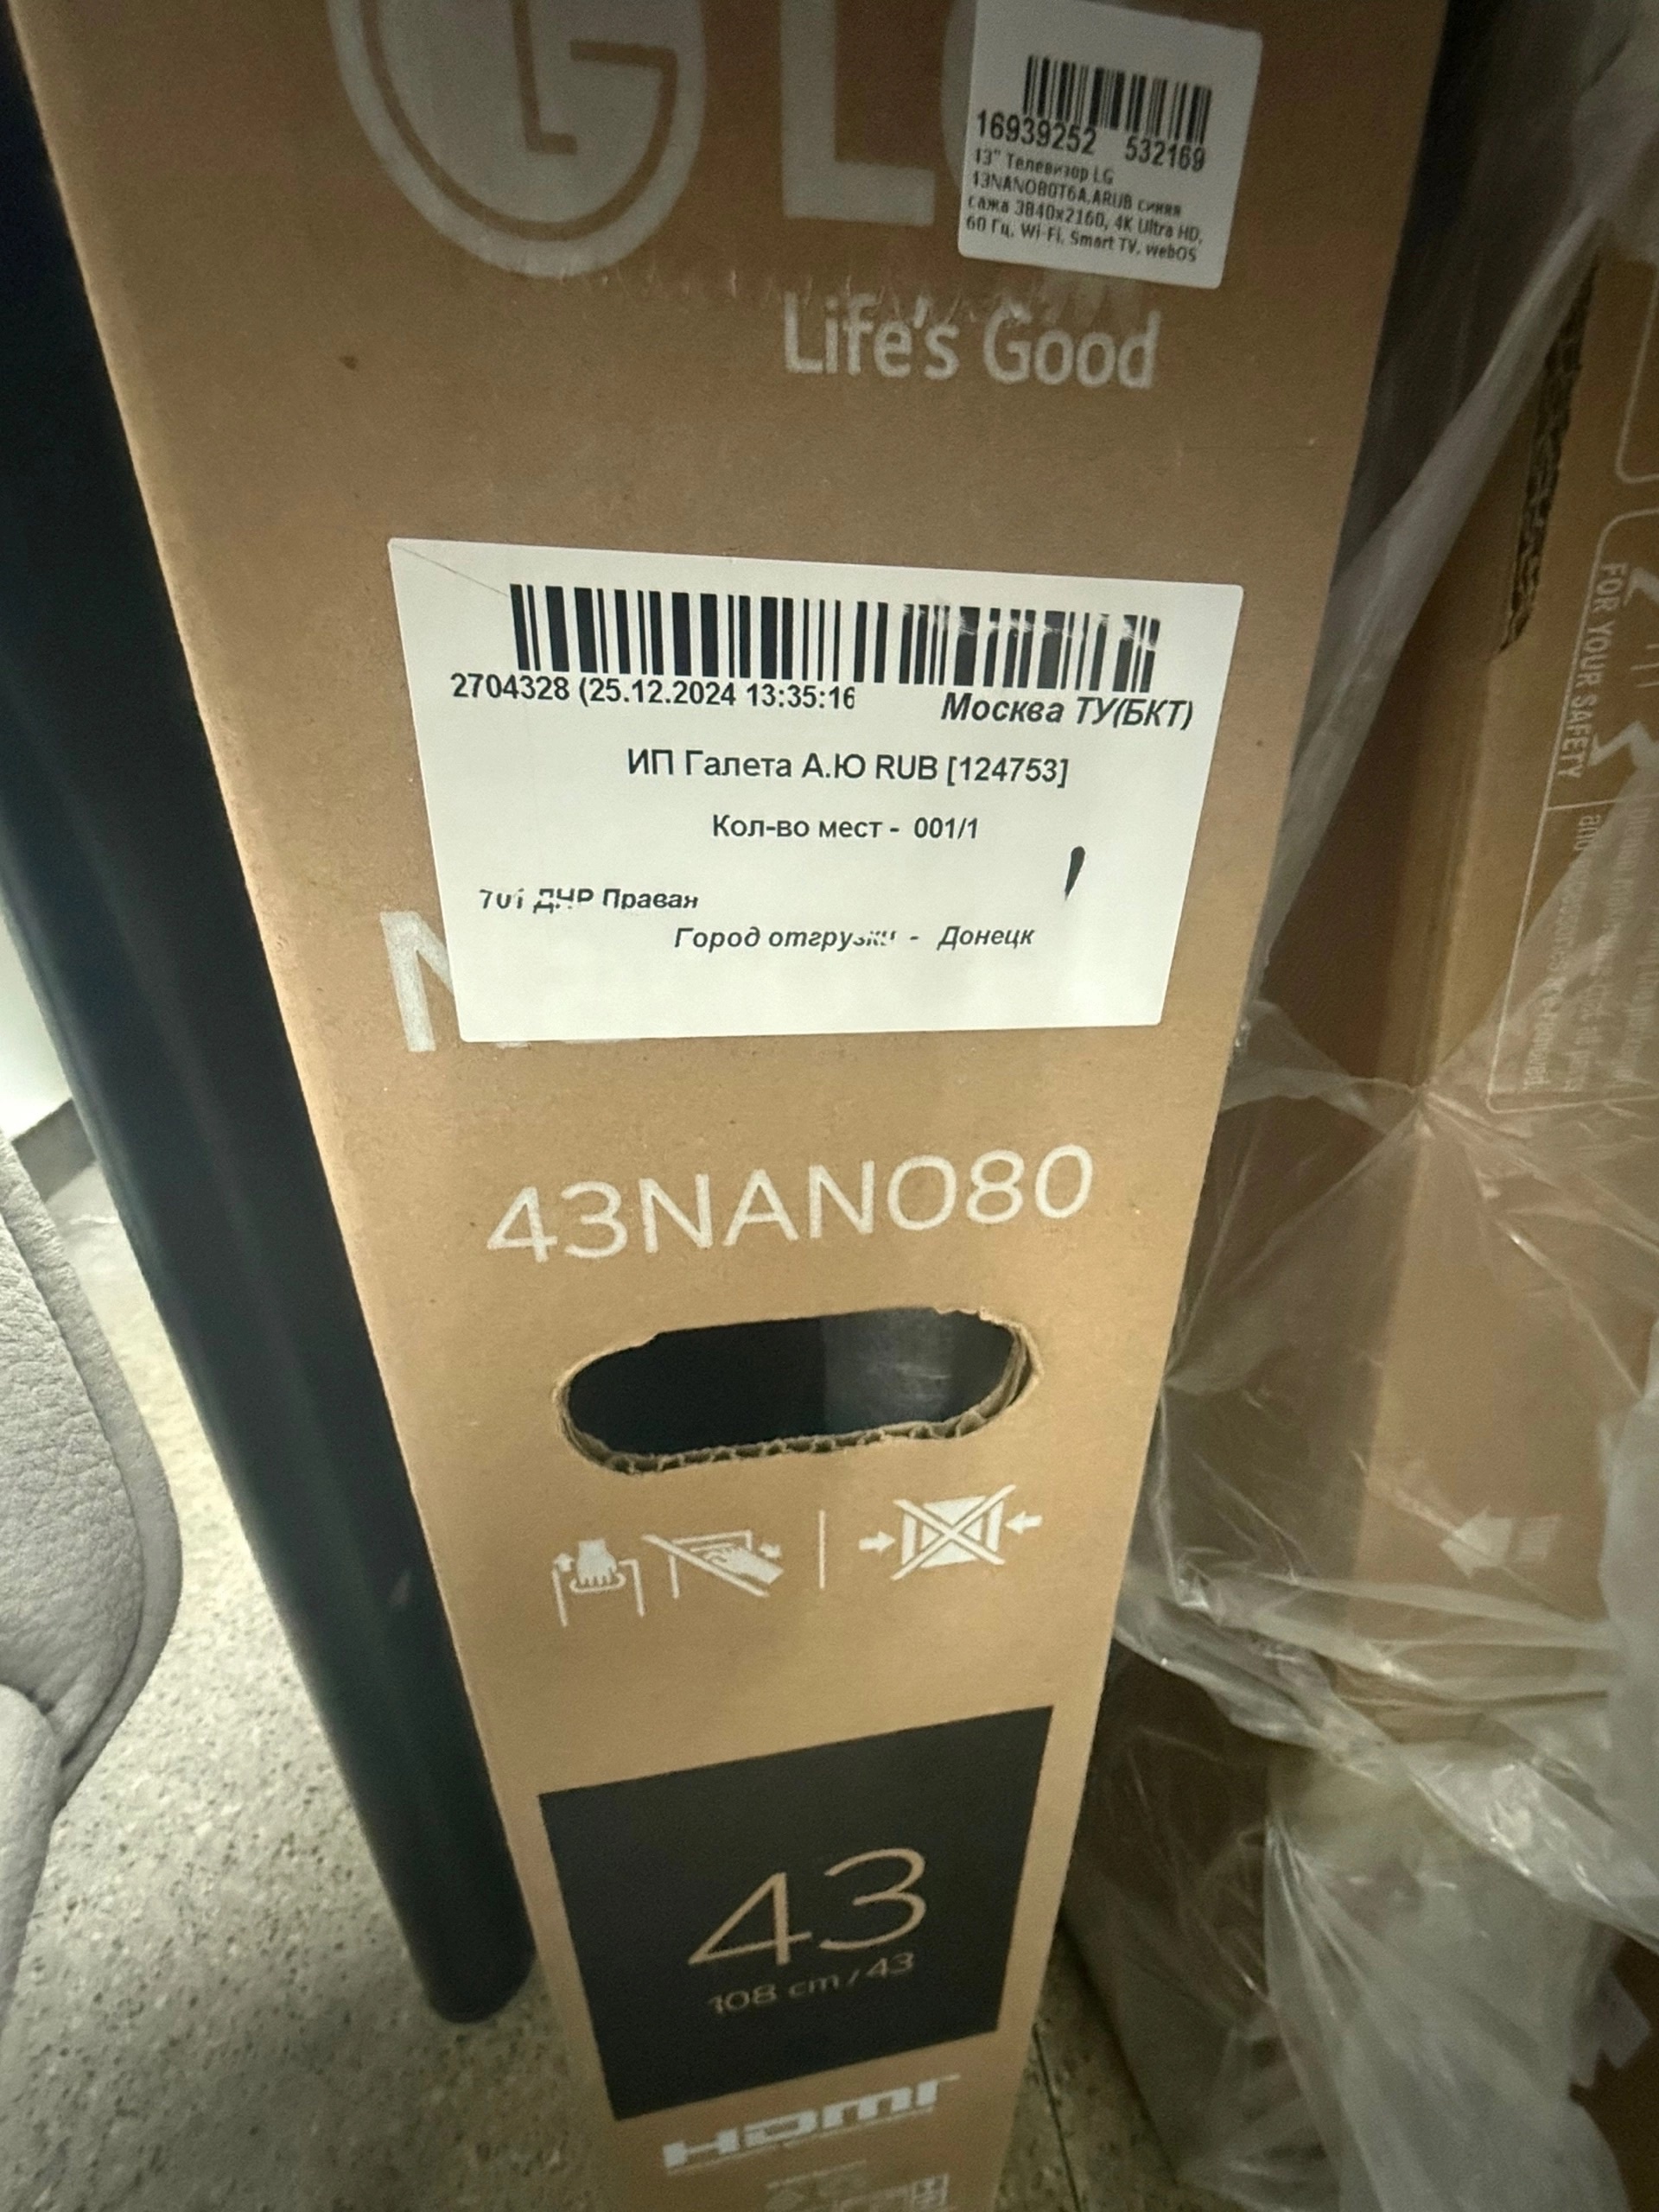 LG
16939252 532169
13" Телевизор LG
13NANO80T6A.ARUB синяя
сажа 3840x2160, 4K Ultra HD,
60 Гц, Wi-Fi, Smart TV, webOS
Life's Good
2704328 (25.12.2024 13:35:16
Москва ТУ(БКТ)
ИП Галета А.Ю RUB [124753]
Кол-во мест - 001/1
701 ДНР Правая
Город отгрузки - Донецк
N
43NANO80
43
108 cm / 43
HDMI
FOR YOUR SAFETY